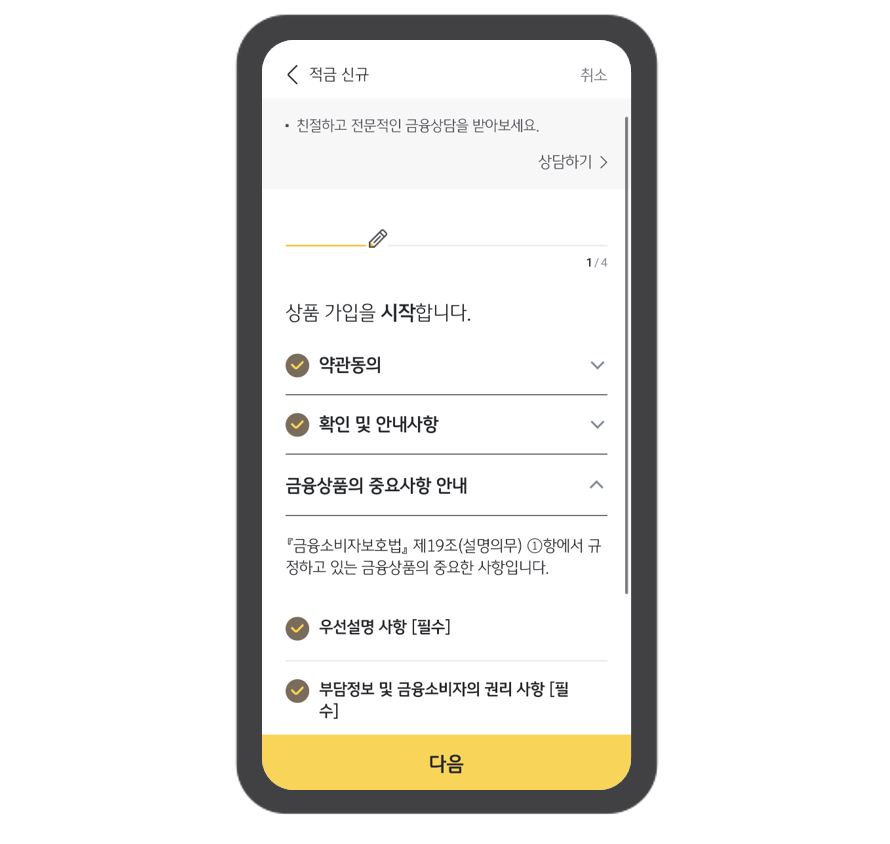 적금 신규
취소
• 친절하고 전문적인 금융상담을 받아보세요.
상담하기 >
1 / 4
상품 가입을 시작합니다.
약관동의
확인 및 안내사항
금융상품의 중요사항 안내
『금융소비자보호법』 제19조(설명의무) ①항에서 규
정하고 있는 금융상품의 중요한 사항입니다.
우선설명 사항 [필수]
부담정보 및 금융소비자의 권리 사항 [필
수]
다음